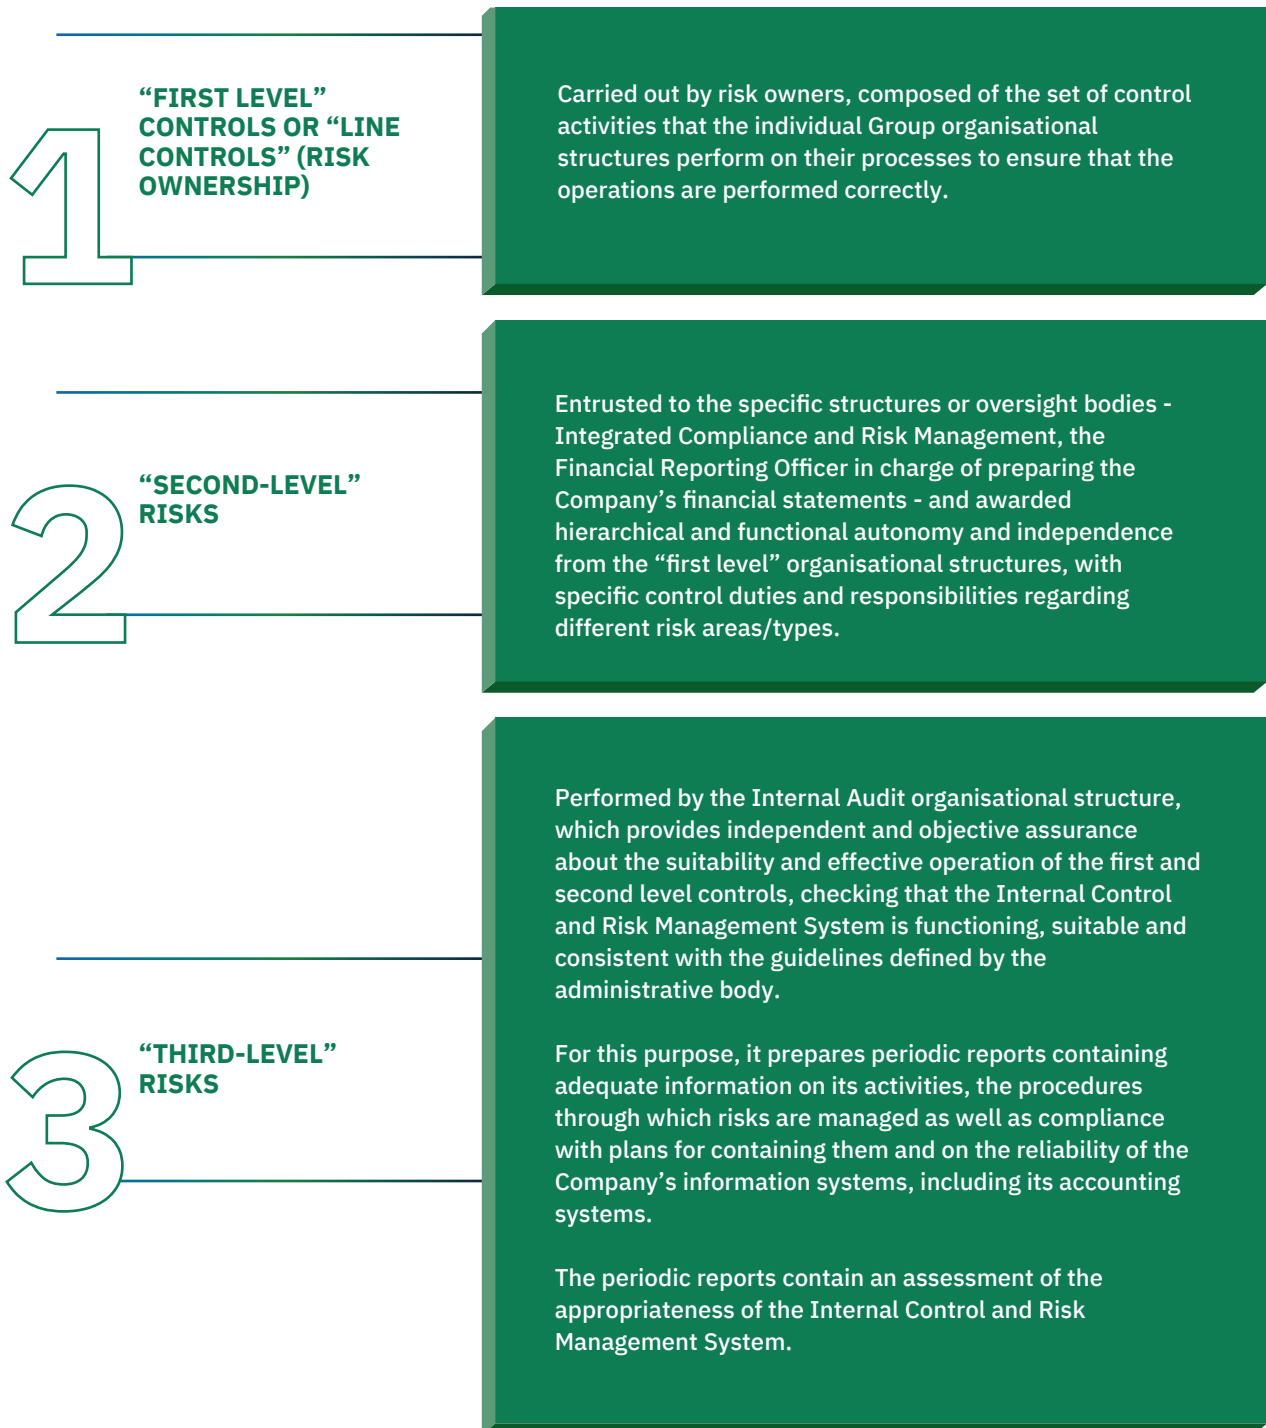 1
“FIRST LEVEL”
CONTROLS OR “LINE
CONTROLS” (RISK
OWNERSHIP)
Carried out by risk owners, composed of the set of control
activities that the individual Group organisational
structures perform on their processes to ensure that the
operations are performed correctly.
2
“SECOND-LEVEL”
RISKS
Entrusted to the specific structures or oversight bodies -
Integrated Compliance and Risk Management, the
Financial Reporting Officer in charge of preparing the
Company’s financial statements - and awarded
hierarchical and functional autonomy and independence
from the “first level” organisational structures, with
specific control duties and responsibilities regarding
different risk areas/types.
3
“THIRD-LEVEL”
RISKS
Performed by the Internal Audit organisational structure,
which provides independent and objective assurance
about the suitability and effective operation of the first and
second level controls, checking that the Internal Control
and Risk Management System is functioning, suitable and
consistent with the guidelines defined by the
administrative body.
For this purpose, it prepares periodic reports containing
adequate information on its activities, the procedures
through which risks are managed as well as compliance
with plans for containing them and on the reliability of the
Company’s information systems, including its accounting
systems.
The periodic reports contain an assessment of the
appropriateness of the Internal Control and Risk
Management System.